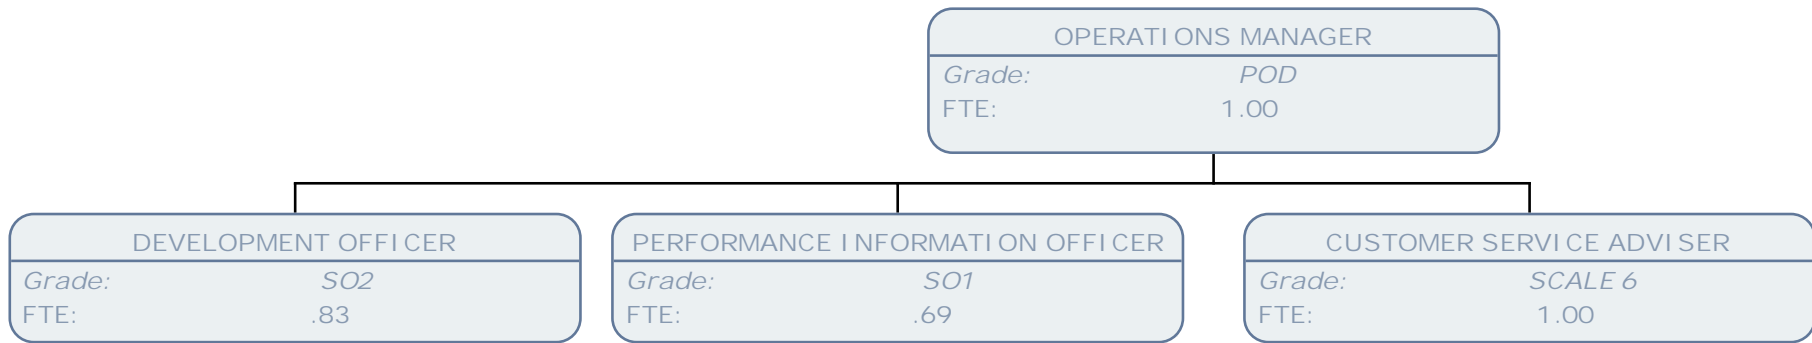 OPERATIONS MANAGER
Grade: POD
FTE: 1.00
DEVELOPMENT OFFICER
Grade: SO2
FTE: .83
PERFORMANCE INFORMATION OFFICER
Grade: SO1
FTE: .69
CUSTOMER SERVICE ADVISER
Grade: SCALE 6
FTE: 1.00